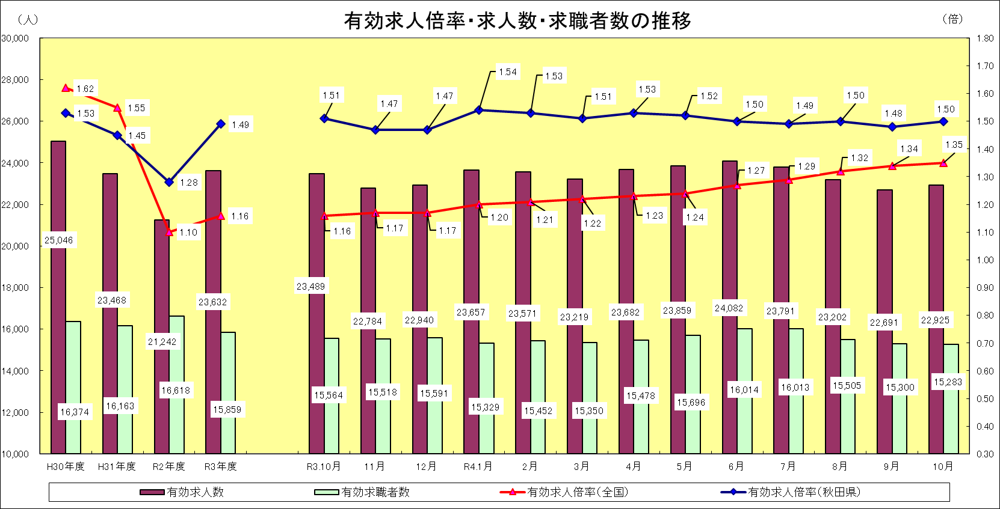 有効求人倍率・求人数・求職者数の推移
（人）
（倍）
30,000
28,000
26,000
24,000
22,000
20,000
18,000
16,000
14,000
12,000
10,000
1.80
1.70
1.60
1.50
1.40
1.30
1.20
1.10
1.00
0.90
0.80
0.70
0.60
0.50
0.40
0.30
1.62 1.55 1.10 1.16
1.53 1.45 1.28 1.49
1.51 1.47 1.47 1.54 1.53 1.51 1.53 1.52 1.50 1.49 1.50 1.48 1.50
1.16 1.17 1.17 1.20 1.21 1.22 1.23 1.24 1.27 1.29 1.32 1.34 1.35
25,046 23,468 21,242 23,632 23,489 22,784 22,940 23,657 23,571 23,219 23,682 23,859 24,082 23,791 23,202 22,691 22,925
16,374 16,163 16,618 15,859 15,564 15,518 15,591 15,329 15,452 15,350 15,478 15,696 16,014 16,013 15,505 15,300 15,283
H30年度 H31年度 R2年度 R3年度 R3.10月 11月 12月 R4.1月 2月 3月 4月 5月 6月 7月 8月 9月 10月
有効求人数 有効求職者数 有効求人倍率（全国） 有効求人倍率（秋田県）